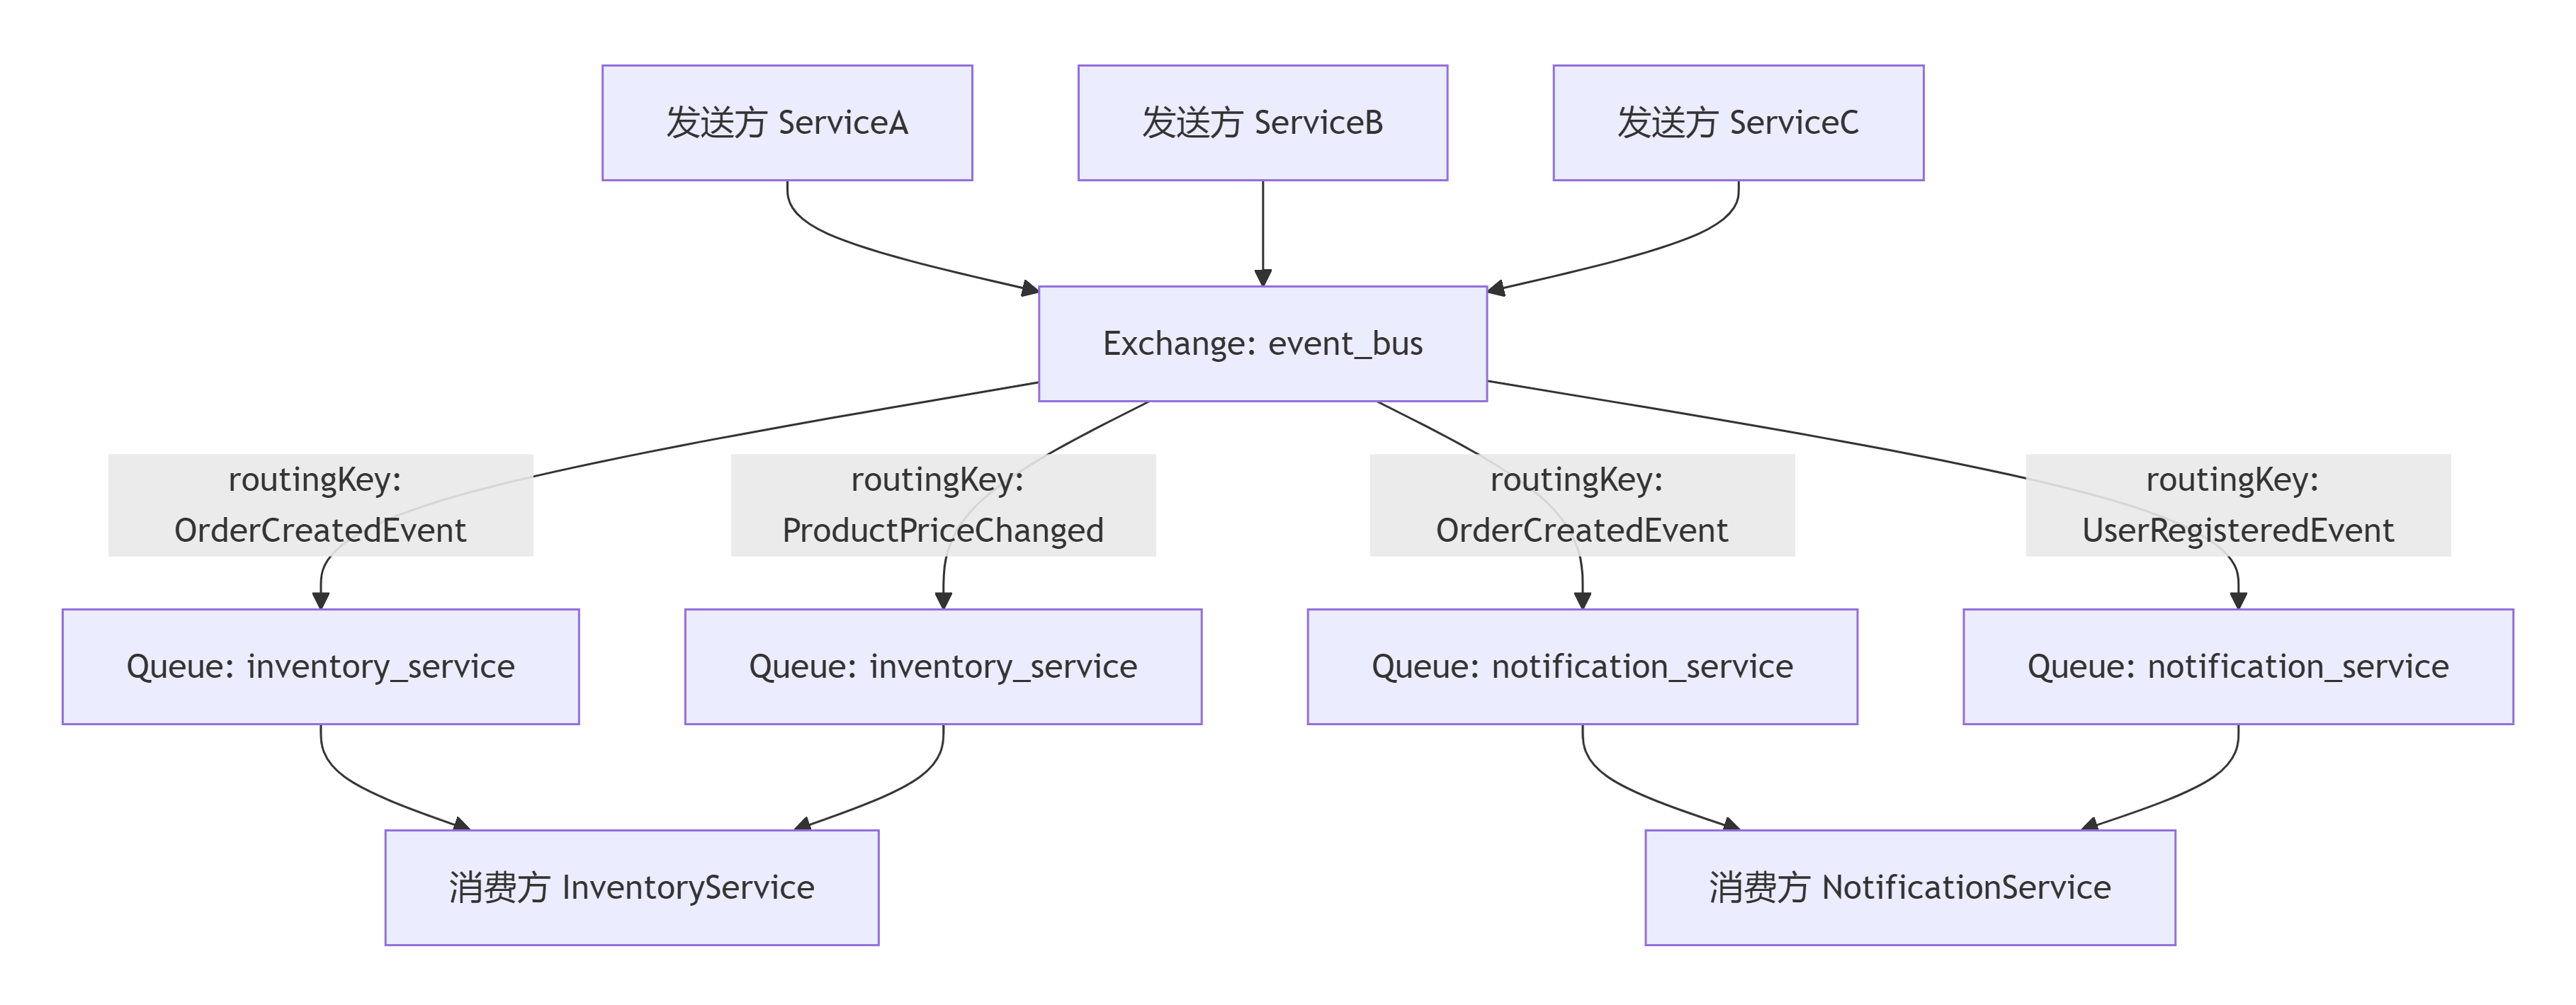 发送方 ServiceA
发送方 ServiceB
发送方 ServiceC
Exchange: event_bus
routingKey:
OrderCreatedEvent
routingKey:
ProductPriceChanged
routingKey:
OrderCreatedEvent
routingKey:
UserRegisteredEvent
Queue: inventory_service
Queue: inventory_service
Queue: notification_service
Queue: notification_service
消费方 InventoryService
消费方 NotificationService